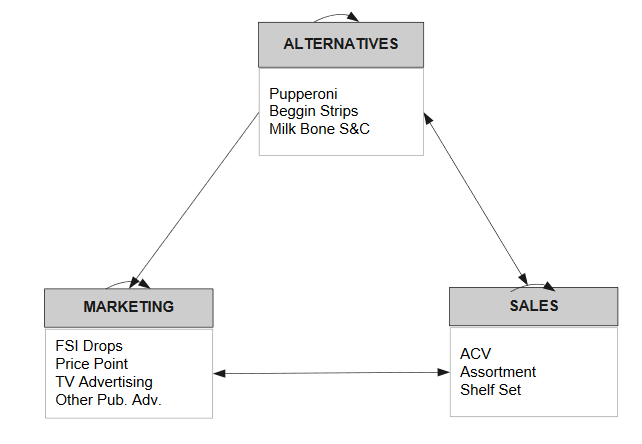 ALTERNATIVES
Pupperoni
Beggin Strips
Milk Bone S&C
MARKETING
FSI Drops
Price Point
TV Advertising
Other Pub. Adv.
SALES
ACV
Assortment
Shelf Set